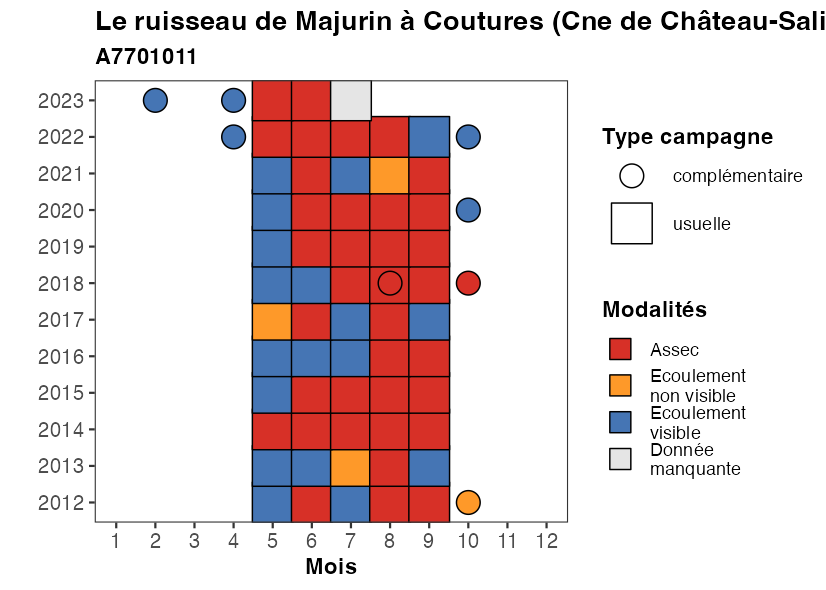 Le ruisseau de Majurin à Coutures (Cne de Château-Sali
A7701011
2023
2022
2021
2020
2019
2018
2017
2016
2015
2014
2013
2012
1 2 3 4 5 6 7 8 9 10 11 12
Mois
Type campagne
complémentaire
usuelle
Modalités
Assec
Ecoulement
non visible
Ecoulement
visible
Donnée
manquante